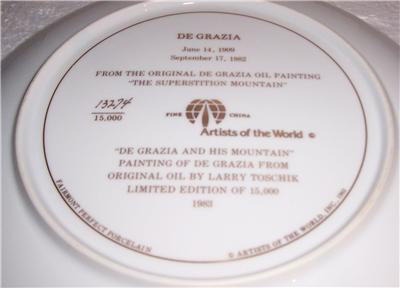 DE GRAZIA
June 14, 1909
September 17, 1982
FROM THE ORIGINAL DE GRAZIA OIL PAINTING
"THE SUPERSTITION MOUNTAIN"
13274
15,000
FINE CHINA
Artists of the World ©
"DE GRAZIA AND HIS MOUNTAIN"
PAINTING OF DE GRAZIA FROM
ORIGINAL OIL BY LARRY TOSCHIK
LIMITED EDITION OF 15,000
1983
FAIRMONT PERFECT PORCELAIN
© ARTISTS OF THE WORLD, INC.